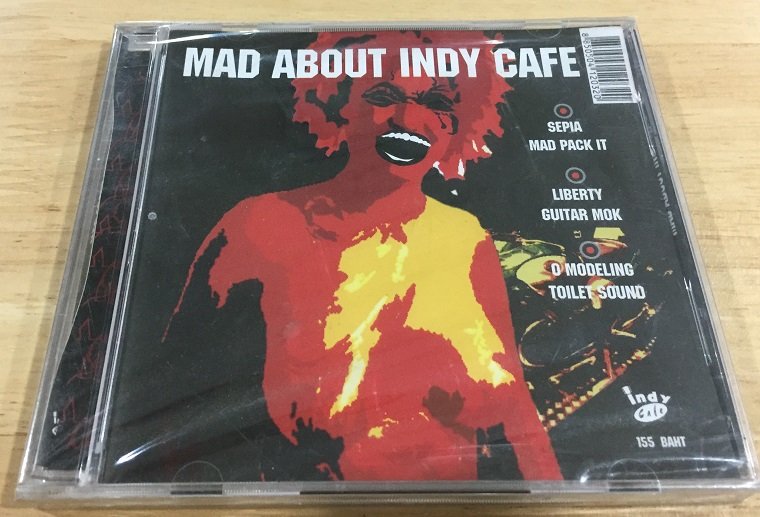 MAD ABOUT INDY CAFE
SEPIA
MAD PACK IT
LIBERTY
GUITAR MOK
O MODELING
TOILET SOUND
indy
cafe
155 BAHT